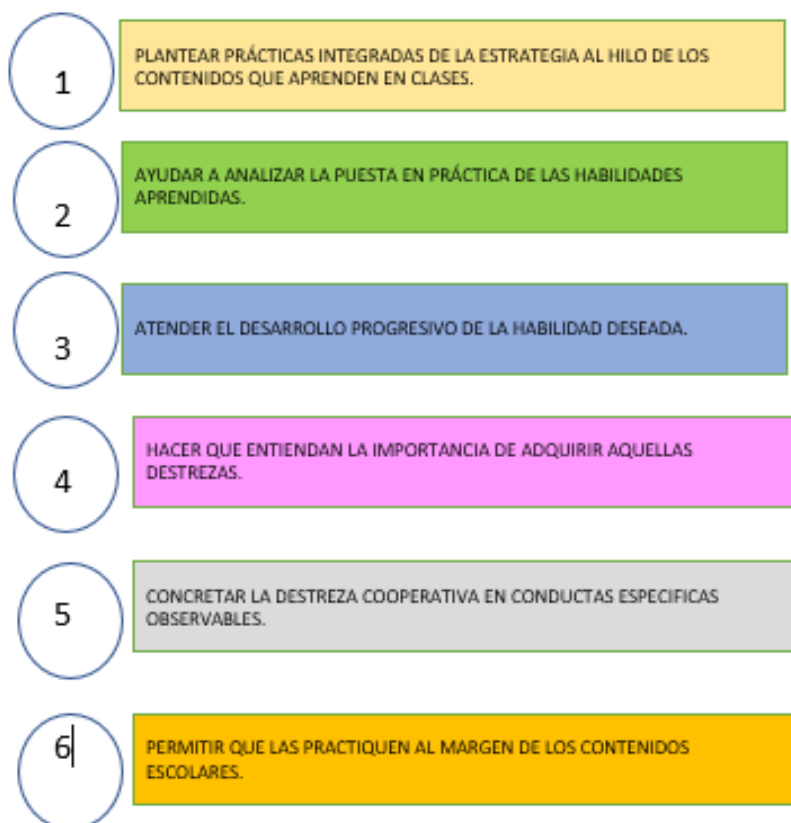 1
PLANTEAR PRÁCTICAS INTEGRADAS DE LA ESTRATEGIA AL HILO DE LOS
CONTENIDOS QUE APRENDEN EN CLASES.
2
AYUDAR A ANALIZAR LA PUESTA EN PRÁCTICA DE LAS HABILIDADES
APRENDIDAS.
3
ATENDER EL DESARROLLO PROGRESIVO DE LA HABILIDAD DESEADA.
4
HACER QUE ENTIENDAN LA IMPORTANCIA DE ADQUIRIR AQUELLAS
DESTREZAS.
5
CONCRETAR LA DESTREZA COOPERATIVA EN CONDUCTAS ESPECIFICAS
OBSERVABLES.
6
PERMITIR QUE LAS PRACTIQUEN AL MARGEN DE LOS CONTENIDOS
ESCOLARES.